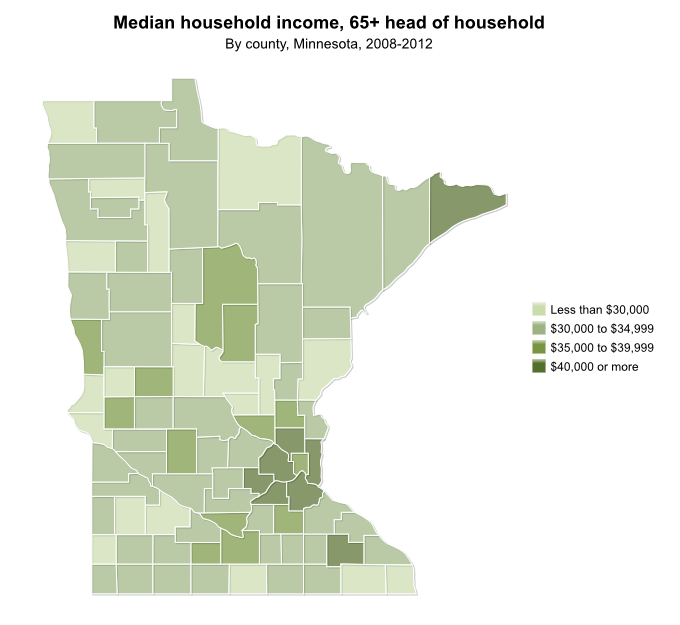 Median household income, 65+ head of household
By county, Minnesota, 2008-2012
Less than $30,000
$30,000 to $34,999
$35,000 to $39,999
$40,000 or more